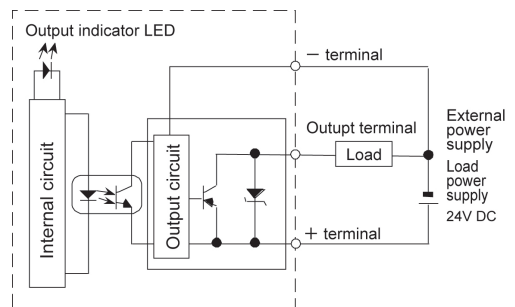 Output indicator LED
− terminal
Outupt terminal
External
power
supply
Load
Load
power
supply
24V DC
+ terminal
Internal circuit
Output circuit